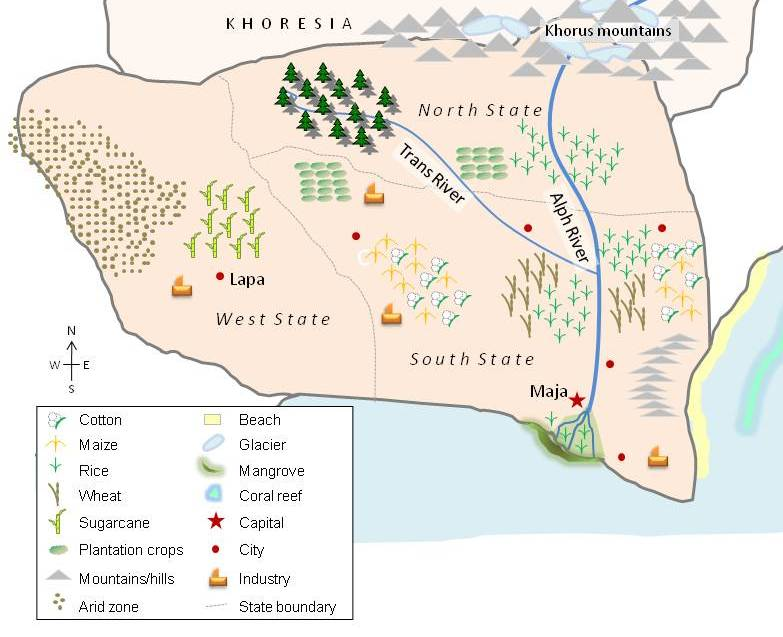 KHORESIA
Khorus mountains
North State
Trans River
Alph River
Lapa
West State
South State
Maja
N
W E
S
Cotton
Maize
Rice
Wheat
Sugarcane
Plantation crops
Mountains/hills
Arid zone
Beach
Glacier
Mangrove
Coral reef
Capital
City
Industry
State boundary